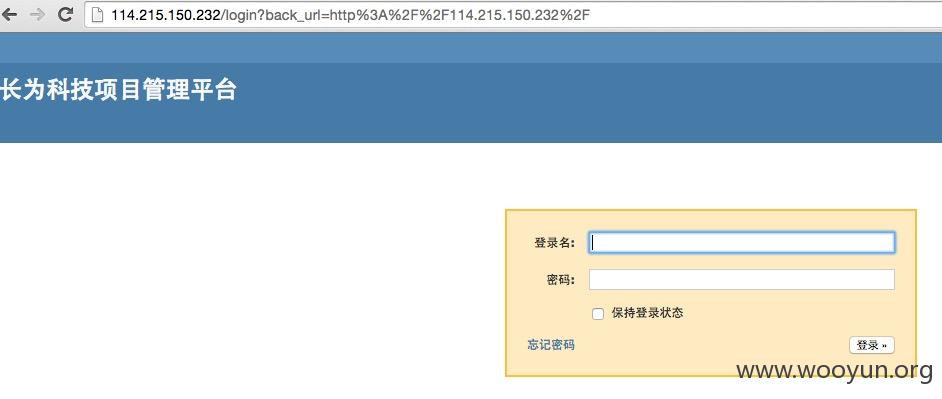 114.215.150.232/login?back_url=http%3A%2F%2F114.215.150.232%2F
长为科技项目管理平台
登录名:
密码:
保持登录状态
忘记密码
登录 »
www.wooyun.org